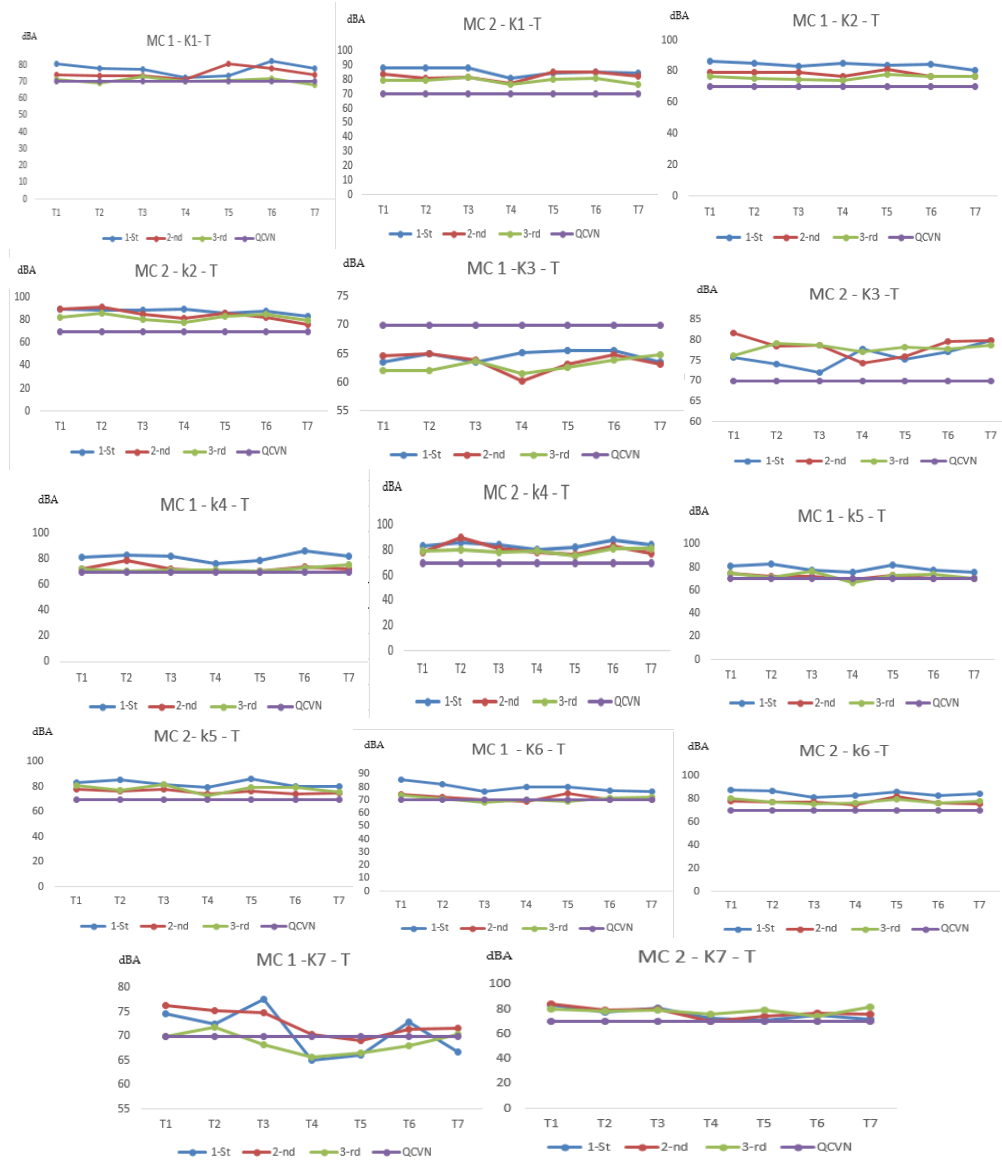 dBA
MC 1 - K1- T
80
70
60
50
40
30
20
10
0
T1 T2 T3 T4 T5 T6 T7
1-St 2-nd 3-rd QCVN
dBA
MC 2 - K1 - T
100
90
80
70
60
50
40
30
20
10
0
T1 T2 T3 T4 T5 T6 T7
1-St 2-nd 3-rd QCVN
dBA
MC 1 - K2 - T
100
80
60
40
20
0
T1 T2 T3 T4 T5 T6 T7
1-St 2-nd 3-rd QCVN
dBA
MC 2 - k2 - T
100
80
60
40
20
0
T1 T2 T3 T4 T5 T6 T7
1-St 2-nd 3-rd QCVN
dBA
MC 1 -K3 - T
75
70
65
60
55
T1 T2 T3 T4 T5 T6 T7
1-St 2-nd 3-rd QCVN
dBA
MC 2 - K3 -T
85
80
75
70
65
60
T1 T2 T3 T4 T5 T6 T7
1-St 2-nd 3-rd QCVN
dBA
MC 1 - k4 - T
100
80
60
40
20
0
T1 T2 T3 T4 T5 T6 T7
1-St 2-nd 3-rd QCVN
dBA
MC 2 - k4 - T
100
80
60
40
20
0
T1 T2 T3 T4 T5 T6 T7
1-St 2-nd 3-rd QCVN
dBA
MC 1 - k5 - T
100
80
60
40
20
0
T1 T2 T3 T4 T5 T6 T7
1-St 2-nd 3-rd QCVN
dBA
MC 2- k5 - T
100
80
60
40
20
0
T1 T2 T3 T4 T5 T6 T7
1-St 2-nd 3-rd QCVN
dBA
MC 1 - K6 - T
90
80
70
60
50
40
30
20
10
0
T1 T2 T3 T4 T5 T6 T7
1-St 2-nd 3-rd QCVN
dBA
MC 2 - k6 -T
100
80
60
40
20
0
T1 T2 T3 T4 T5 T6 T7
1-St 2-nd 3-rd QCVN
dBA
MC 1 -K7 - T
80
75
70
65
60
55
T1 T2 T3 T4 T5 T6 T7
1-St 2-nd 3-rd QCVN
dBA
MC 2 - K7 - T
100
80
60
40
20
0
T1 T2 T3 T4 T5 T6 T7
1-St 2-nd 3-rd QCVN